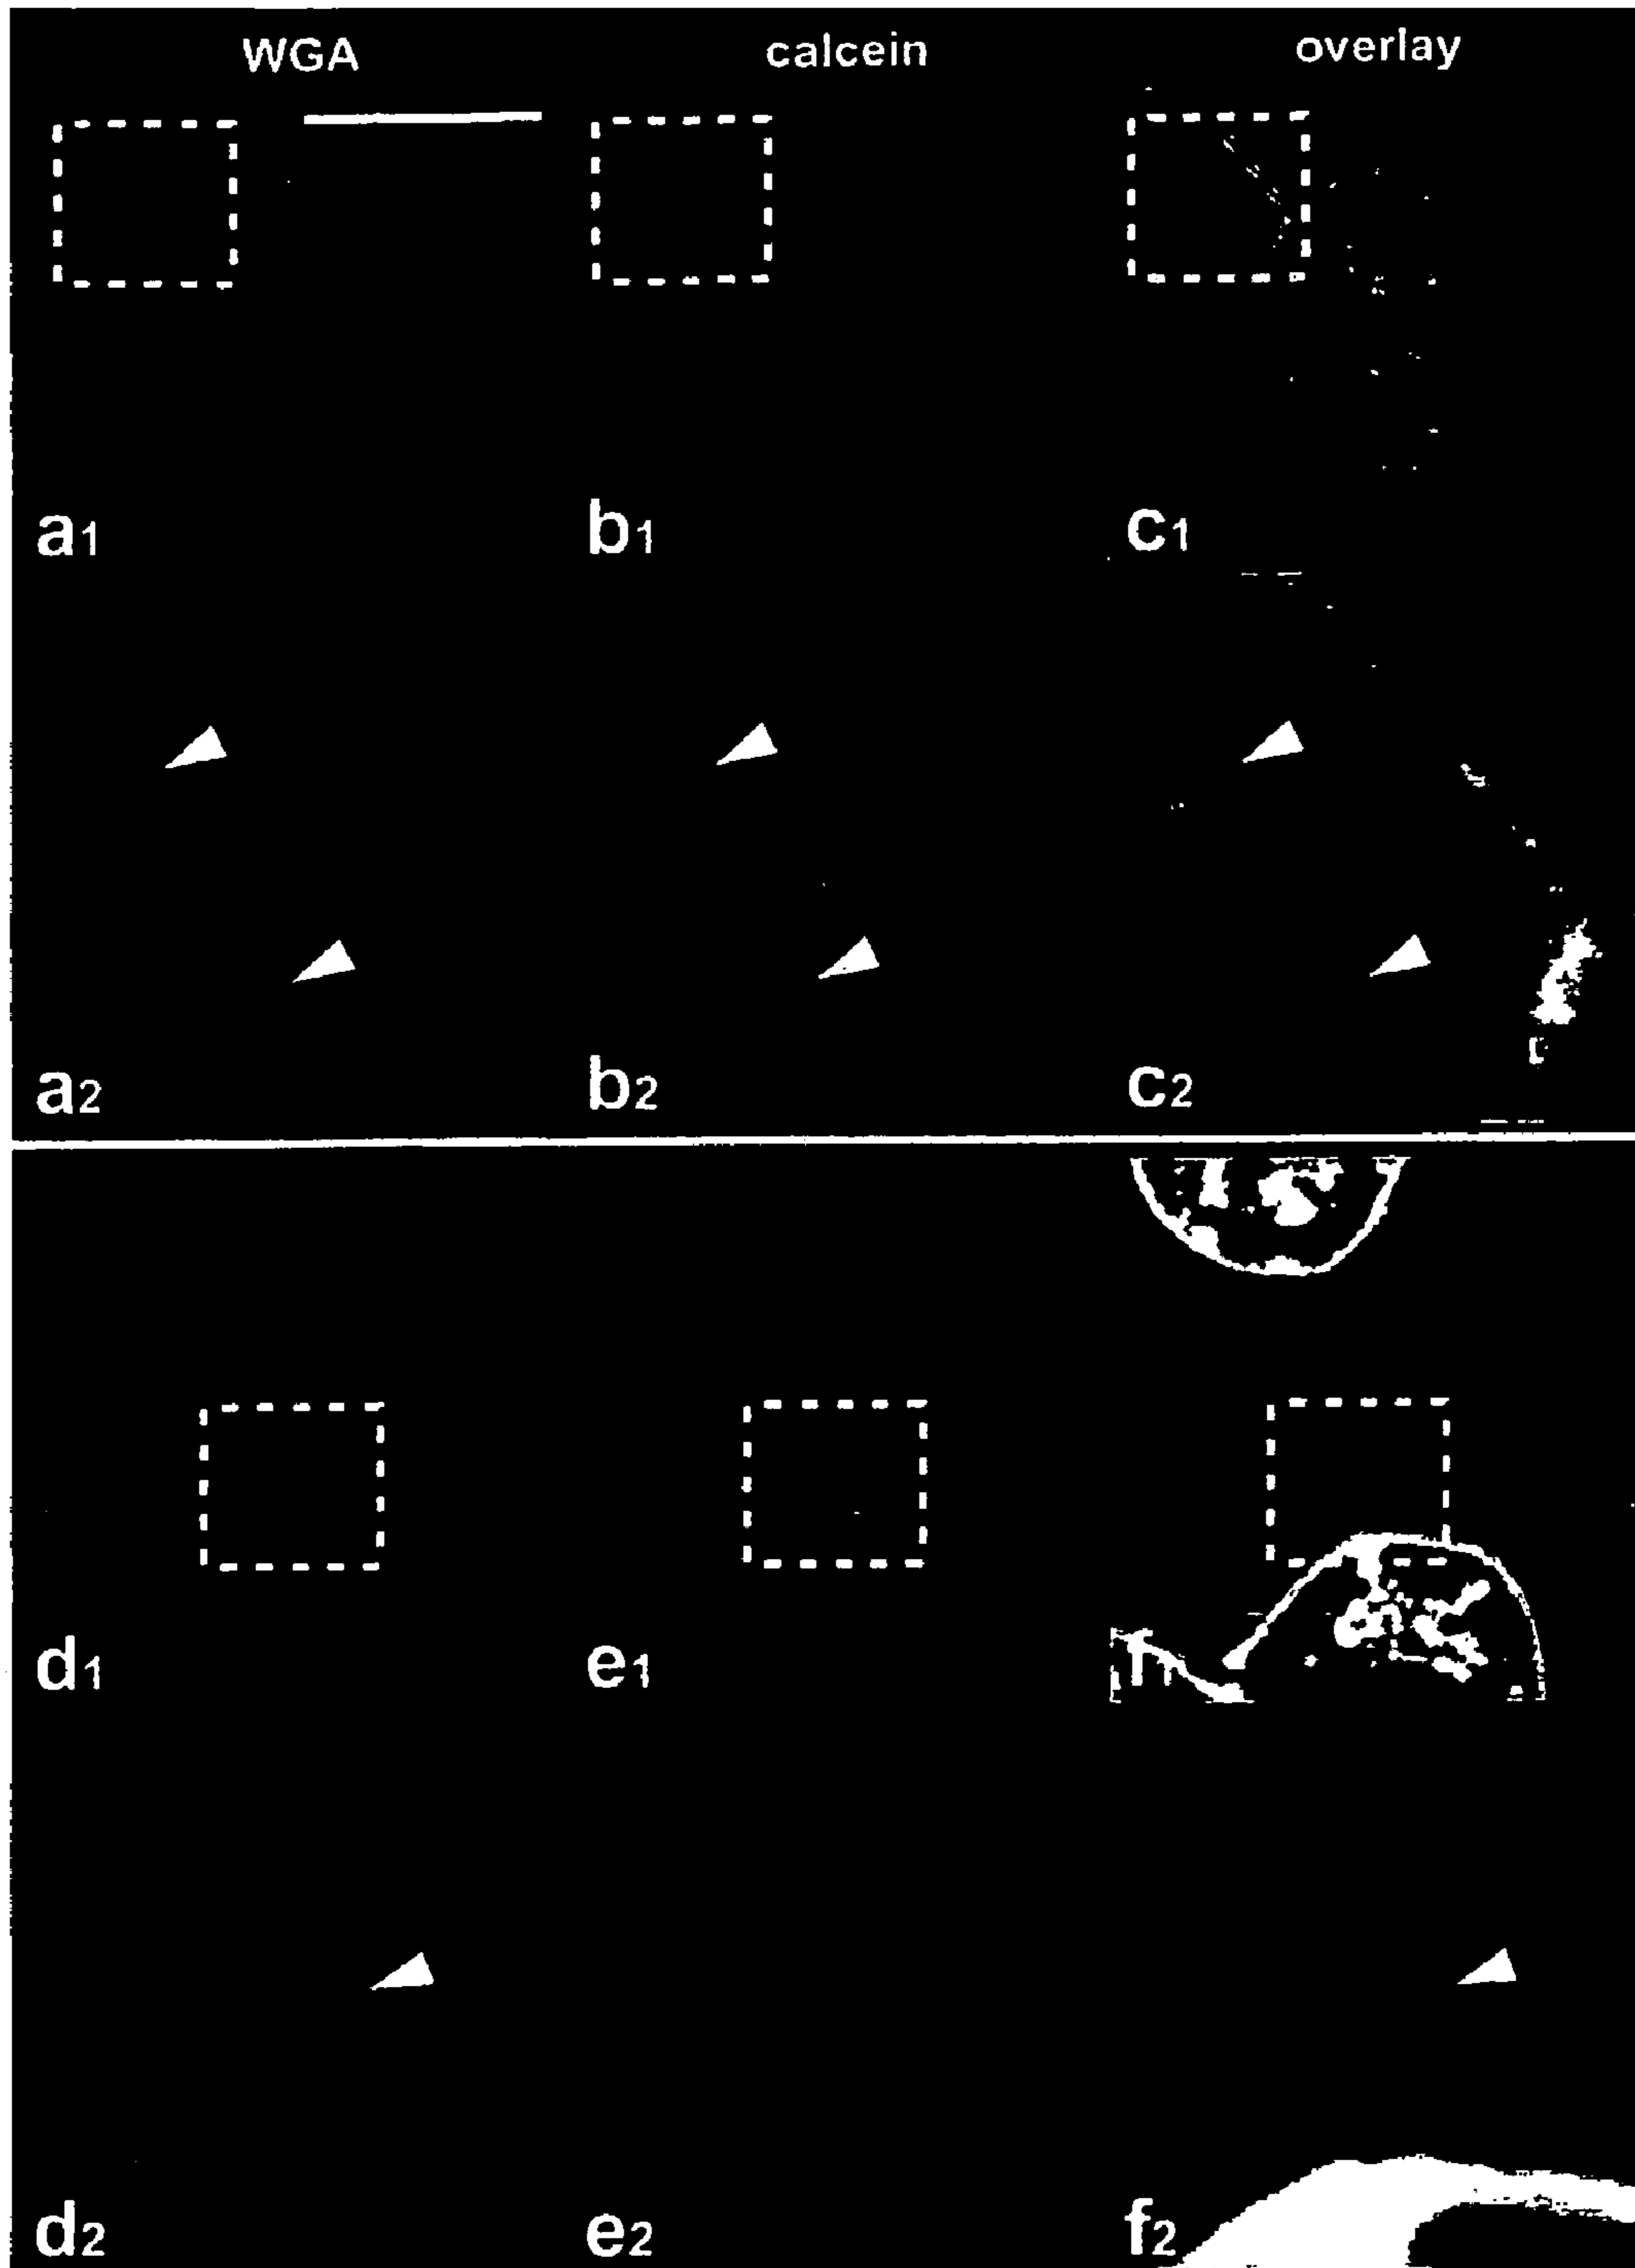 WGA calcein overlay
a1 b1 c1
a2 b2 c2
d1 e1 f1
d2 e2 f2